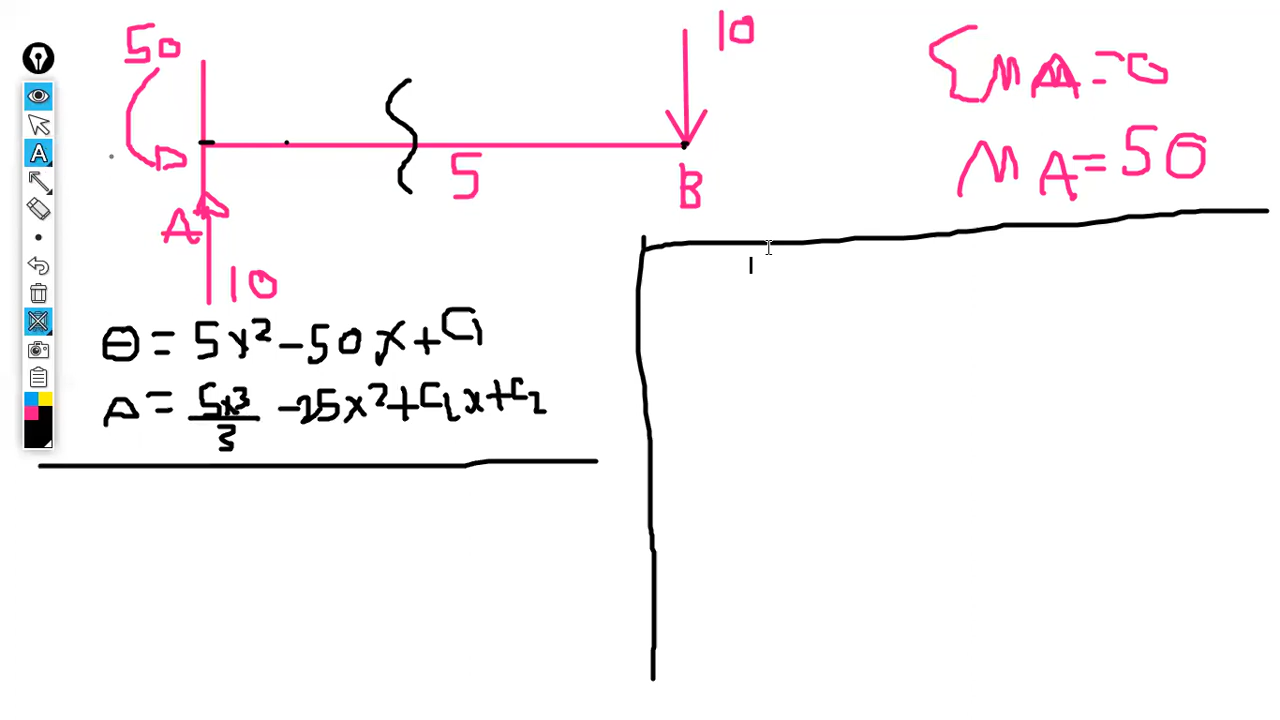 50
10
A
10
5
B
ΣMA=0
MA=50
θ = 5x² - 50x + C1
Δ = 5x³/3 - 25x² + C1x + C2